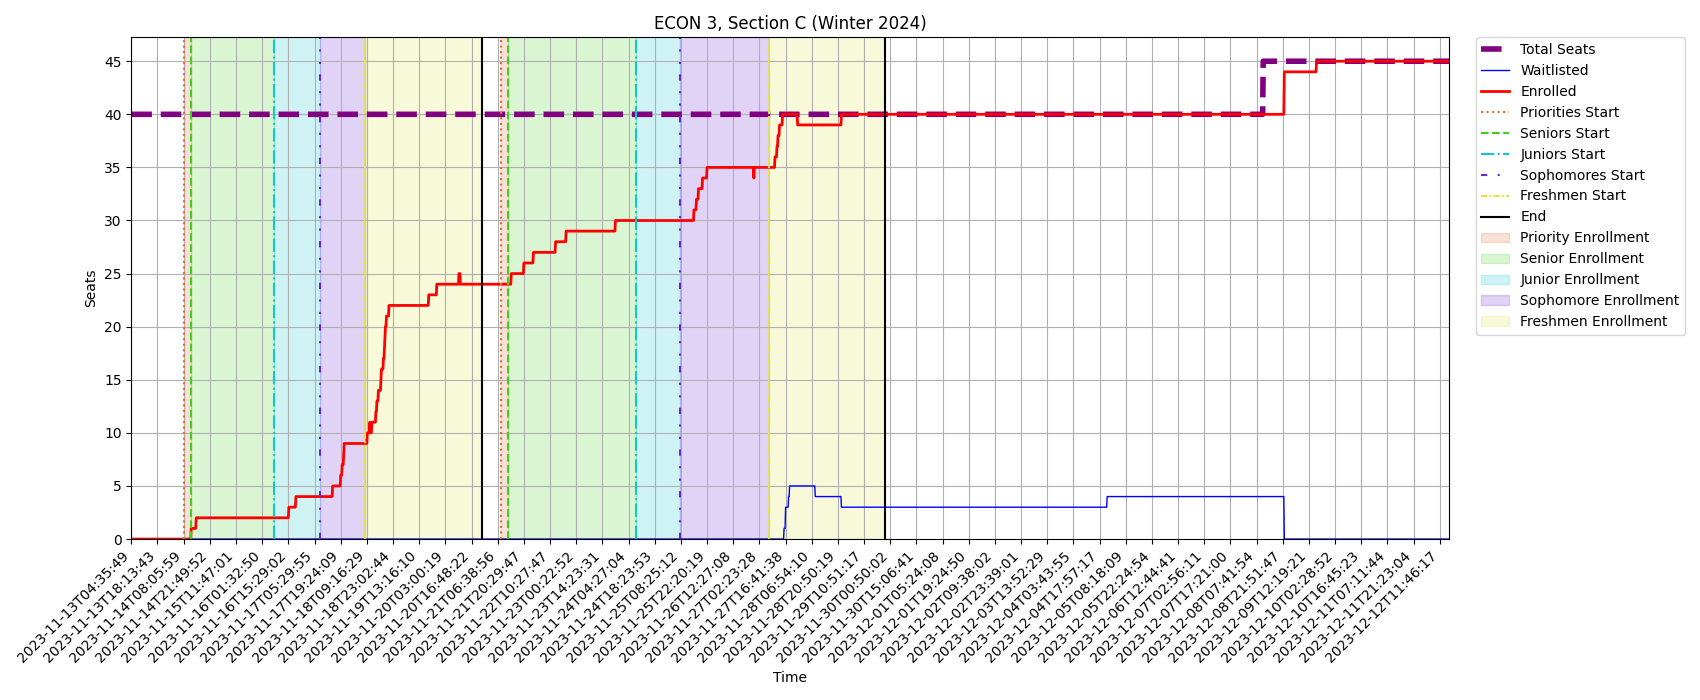 ECON 3, Section C (Winter 2024)
Seats
45
40
35
30
25
20
15
10
5
0
2023-11-13T04:35:49
2023-11-13T18:13:43
2023-11-14T08:05:59
2023-11-14T21:49:52
2023-11-15T11:47:01
2023-11-16T01:32:50
2023-11-16T15:29:02
2023-11-17T05:29:55
2023-11-17T19:24:09
2023-11-18T09:16:29
2023-11-18T23:02:44
2023-11-19T13:16:10
2023-11-20T03:00:19
2023-11-20T16:48:22
2023-11-21T06:38:56
2023-11-21T20:29:47
2023-11-22T10:27:47
2023-11-23T00:22:52
2023-11-23T14:23:31
2023-11-24T04:27:04
2023-11-24T18:23:53
2023-11-25T08:25:12
2023-11-25T22:20:19
2023-11-26T12:27:08
2023-11-27T02:23:28
2023-11-27T16:41:38
2023-11-28T06:54:10
2023-11-28T20:50:19
2023-11-29T10:51:17
2023-11-30T00:50:02
2023-11-30T15:06:41
2023-12-01T05:24:08
2023-12-01T19:24:50
2023-12-02T09:38:02
2023-12-02T23:39:01
2023-12-03T13:52:29
2023-12-04T03:43:55
2023-12-04T17:57:17
2023-12-05T08:18:09
2023-12-05T22:24:54
2023-12-06T12:44:41
2023-12-07T02:56:11
2023-12-07T17:21:00
2023-12-08T07:41:54
2023-12-08T21:51:47
2023-12-09T12:19:21
2023-12-10T02:28:52
2023-12-10T16:45:23
2023-12-11T07:11:44
2023-12-11T21:23:04
2023-12-12T11:46:17
Time
Total Seats
Waitlisted
Enrolled
Priorities Start
Seniors Start
Juniors Start
Sophomores Start
Freshmen Start
End
Priority Enrollment
Senior Enrollment
Junior Enrollment
Sophomore Enrollment
Freshmen Enrollment